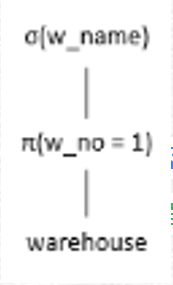 σ(w_name)
π(w_no = 1)
warehouse